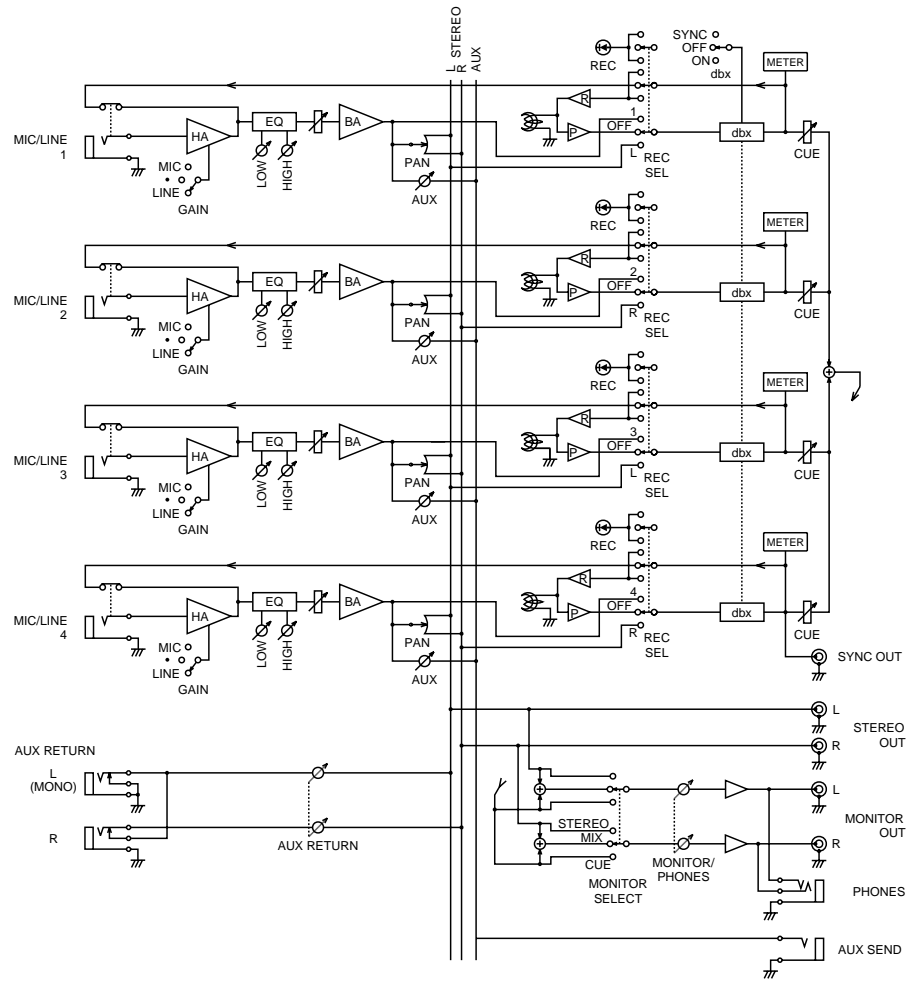 L
R STEREO
AUX
SYNC
OFF
ON
dbx
REC
METER
R
MIC/LINE
1
HA
EQ
BA
P
1
OFF
L
dbx
CUE
LOW
HIGH
PAN
REC
SEL
MIC
LINE
GAIN
AUX
REC
METER
R
MIC/LINE
2
HA
EQ
BA
P
2
OFF
R
dbx
CUE
LOW
HIGH
PAN
REC
SEL
MIC
LINE
GAIN
AUX
REC
METER
R
MIC/LINE
3
HA
EQ
BA
P
3
OFF
L
dbx
CUE
LOW
HIGH
PAN
REC
SEL
MIC
LINE
GAIN
AUX
REC
METER
R
MIC/LINE
4
HA
EQ
BA
P
4
OFF
R
dbx
CUE
LOW
HIGH
PAN
REC
SEL
MIC
LINE
GAIN
AUX
SYNC OUT
L
STEREO
OUT
R
AUX RETURN
L
(MONO)
R
AUX RETURN
STEREO
MIX
CUE
MONITOR
SELECT
MONITOR/
PHONES
L
MONITOR
OUT
R
PHONES
AUX SEND